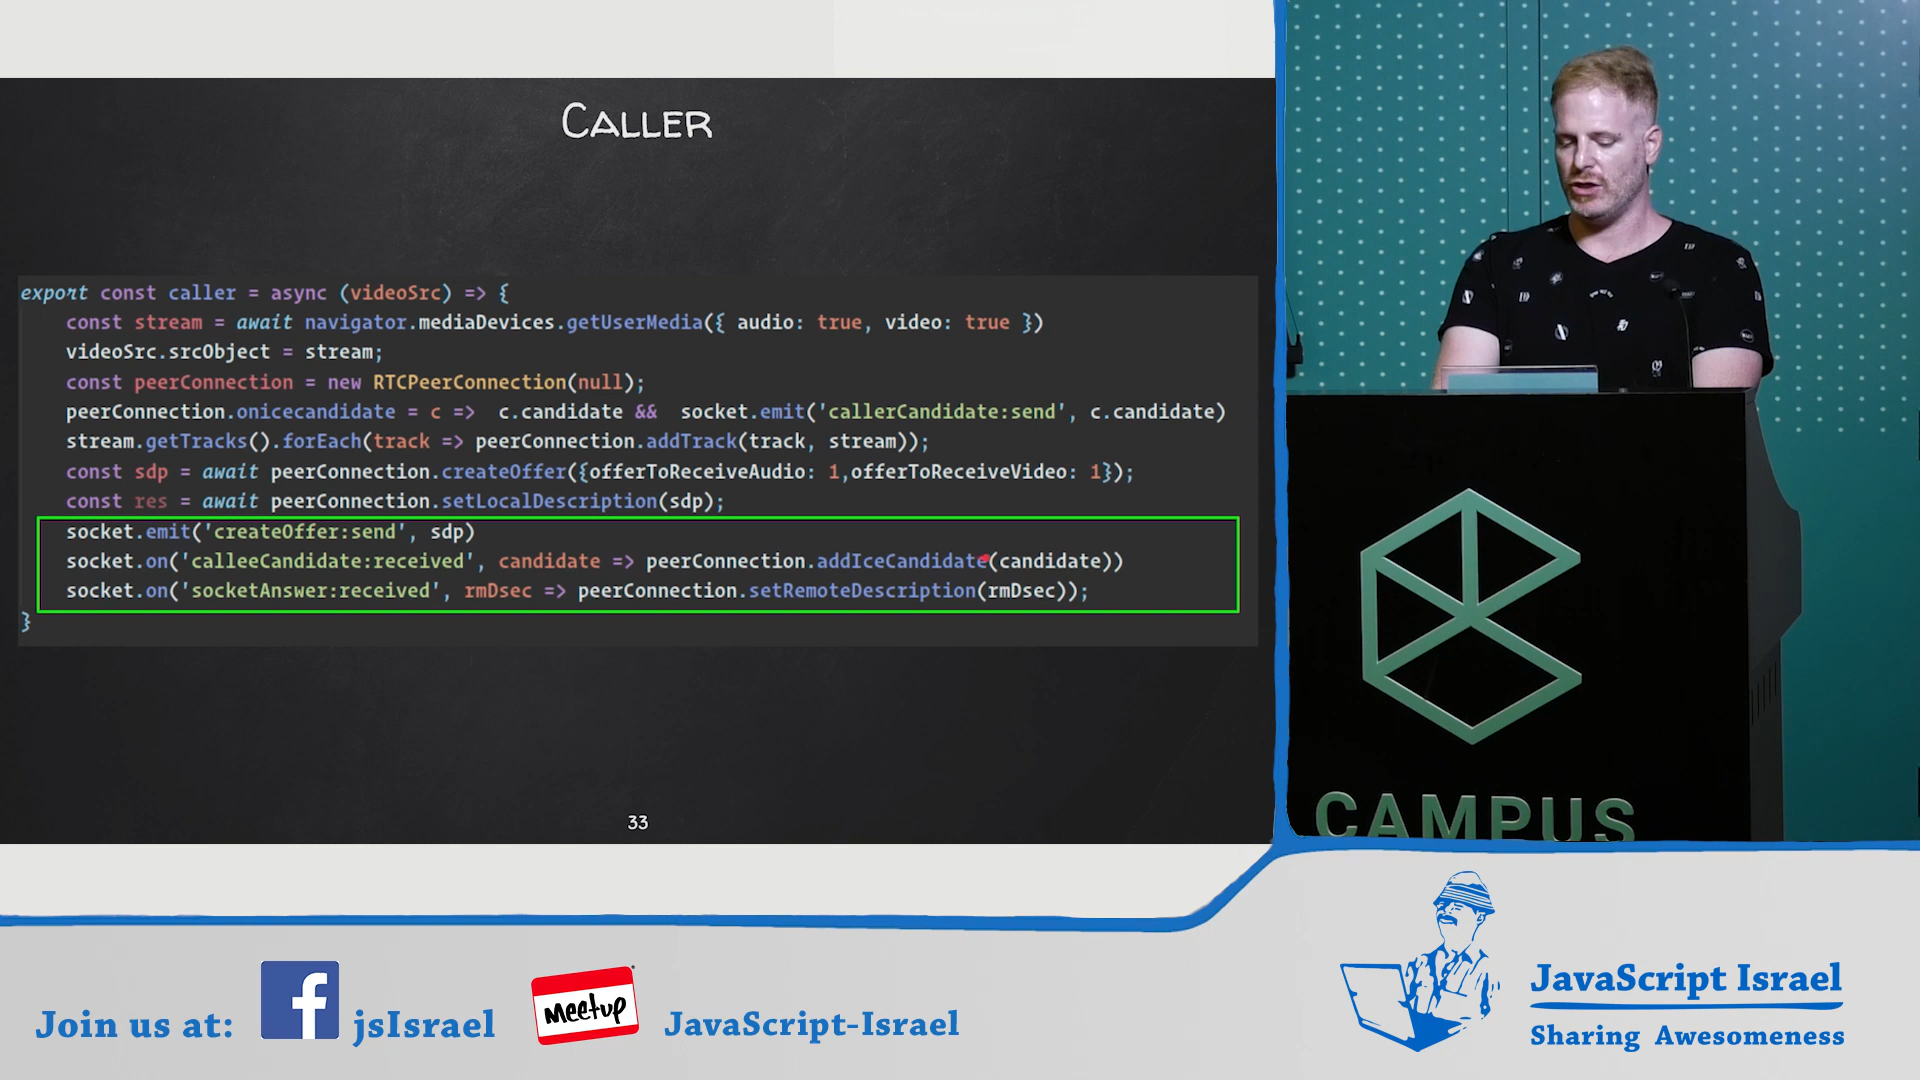 CALLER
export const caller = async (videoSrc) => {
const stream = await navigator.mediaDevices.getUserMedia({ audio: true, video: true })
videoSrc.srcObject = stream;
const peerConnection = new RTCPeerConnection(null);
peerConnection.onicecandidate = c =>  c.candidate &&  socket.emit('callerCandidate:send', c.candidate)
stream.getTracks().forEach(track => peerConnection.addTrack(track, stream));
const sdp = await peerConnection.createOffer({offerToReceiveAudio: 1,offerToReceiveVideo: 1});
const res = await peerConnection.setLocalDescription(sdp);
socket.emit('createOffer:send', sdp)
socket.on('calleeCandidate:received', candidate => peerConnection.addIceCandidate(candidate))
socket.on('socketAnswer:received', rmDsec => peerConnection.setRemoteDescription(rmDsec));
}
33
CAMPUS
Join us at:
f
jsIsrael
Meetup
JavaScript-Israel
JavaScript Israel
Sharing Awesomeness